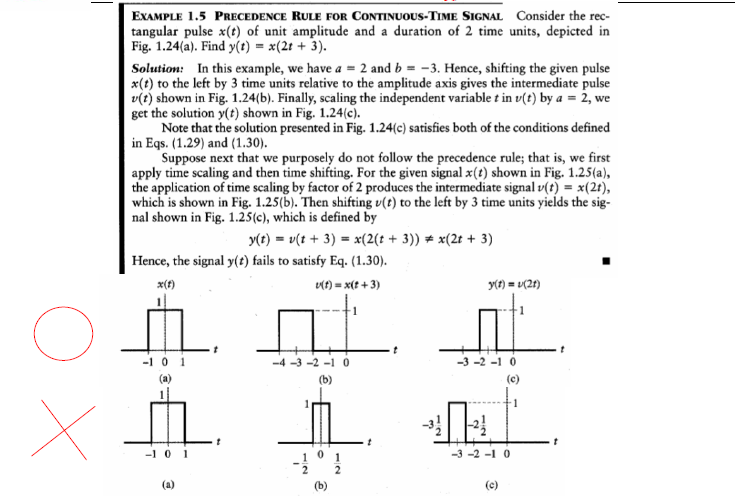 EXAMPLE 1.5 PRECEDENCE RULE FOR CONTINUOUS-TIME SIGNAL Consider the rec-
tangular pulse x(t) of unit amplitude and a duration of 2 time units, depicted in
Fig. 1.24(a). Find y(t) = x(2t + 3).
Solution: In this example, we have a = 2 and b = −3. Hence, shifting the given pulse
x(t) to the left by 3 time units relative to the amplitude axis gives the intermediate pulse
v(t) shown in Fig. 1.24(b). Finally, scaling the independent variable t in v(t) by a = 2, we
get the solution y(t) shown in Fig. 1.24(c).
Note that the solution presented in Fig. 1.24(c) satisfies both of the conditions defined
in Eqs. (1.29) and (1.30).
Suppose next that we purposely do not follow the precedence rule; that is, we first
apply time scaling and then time shifting. For the given signal x(t) shown in Fig. 1.25(a),
the application of time scaling by factor of 2 produces the intermediate signal v(t) = x(2t),
which is shown in Fig. 1.25(b). Then shifting v(t) to the left by 3 time units yields the sig-
nal shown in Fig. 1.25(c), which is defined by
y(t) = v(t + 3) = x(2(t + 3)) ≠ x(2t + 3)
Hence, the signal y(t) fails to satisfy Eq. (1.30).
x(t) v(t) = x(t + 3) y(t) = v(2t)
1 1 1
t t t
−1 0 1 −4 −3 −2 −1 0 −3 −2 −1 0
(a) (b) (c)
1 1 1
−3 1/2 −2 1/2
t t t
−1 0 1 −1/2 0 1/2 −3 −2 −1 0
(a) (b) (c)